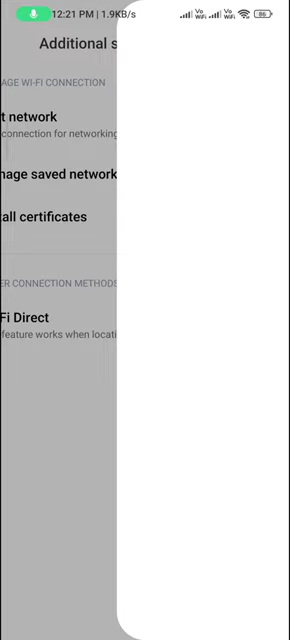 12:21 PM | 1.9KB/s
Vo
WiFi
Vo
WiFi
86
Additional s
AGE WI-FI CONNECTION
t network
connection for networking
nage saved network
tall certificates
ER CONNECTION METHODS
Fi Direct
feature works when locati